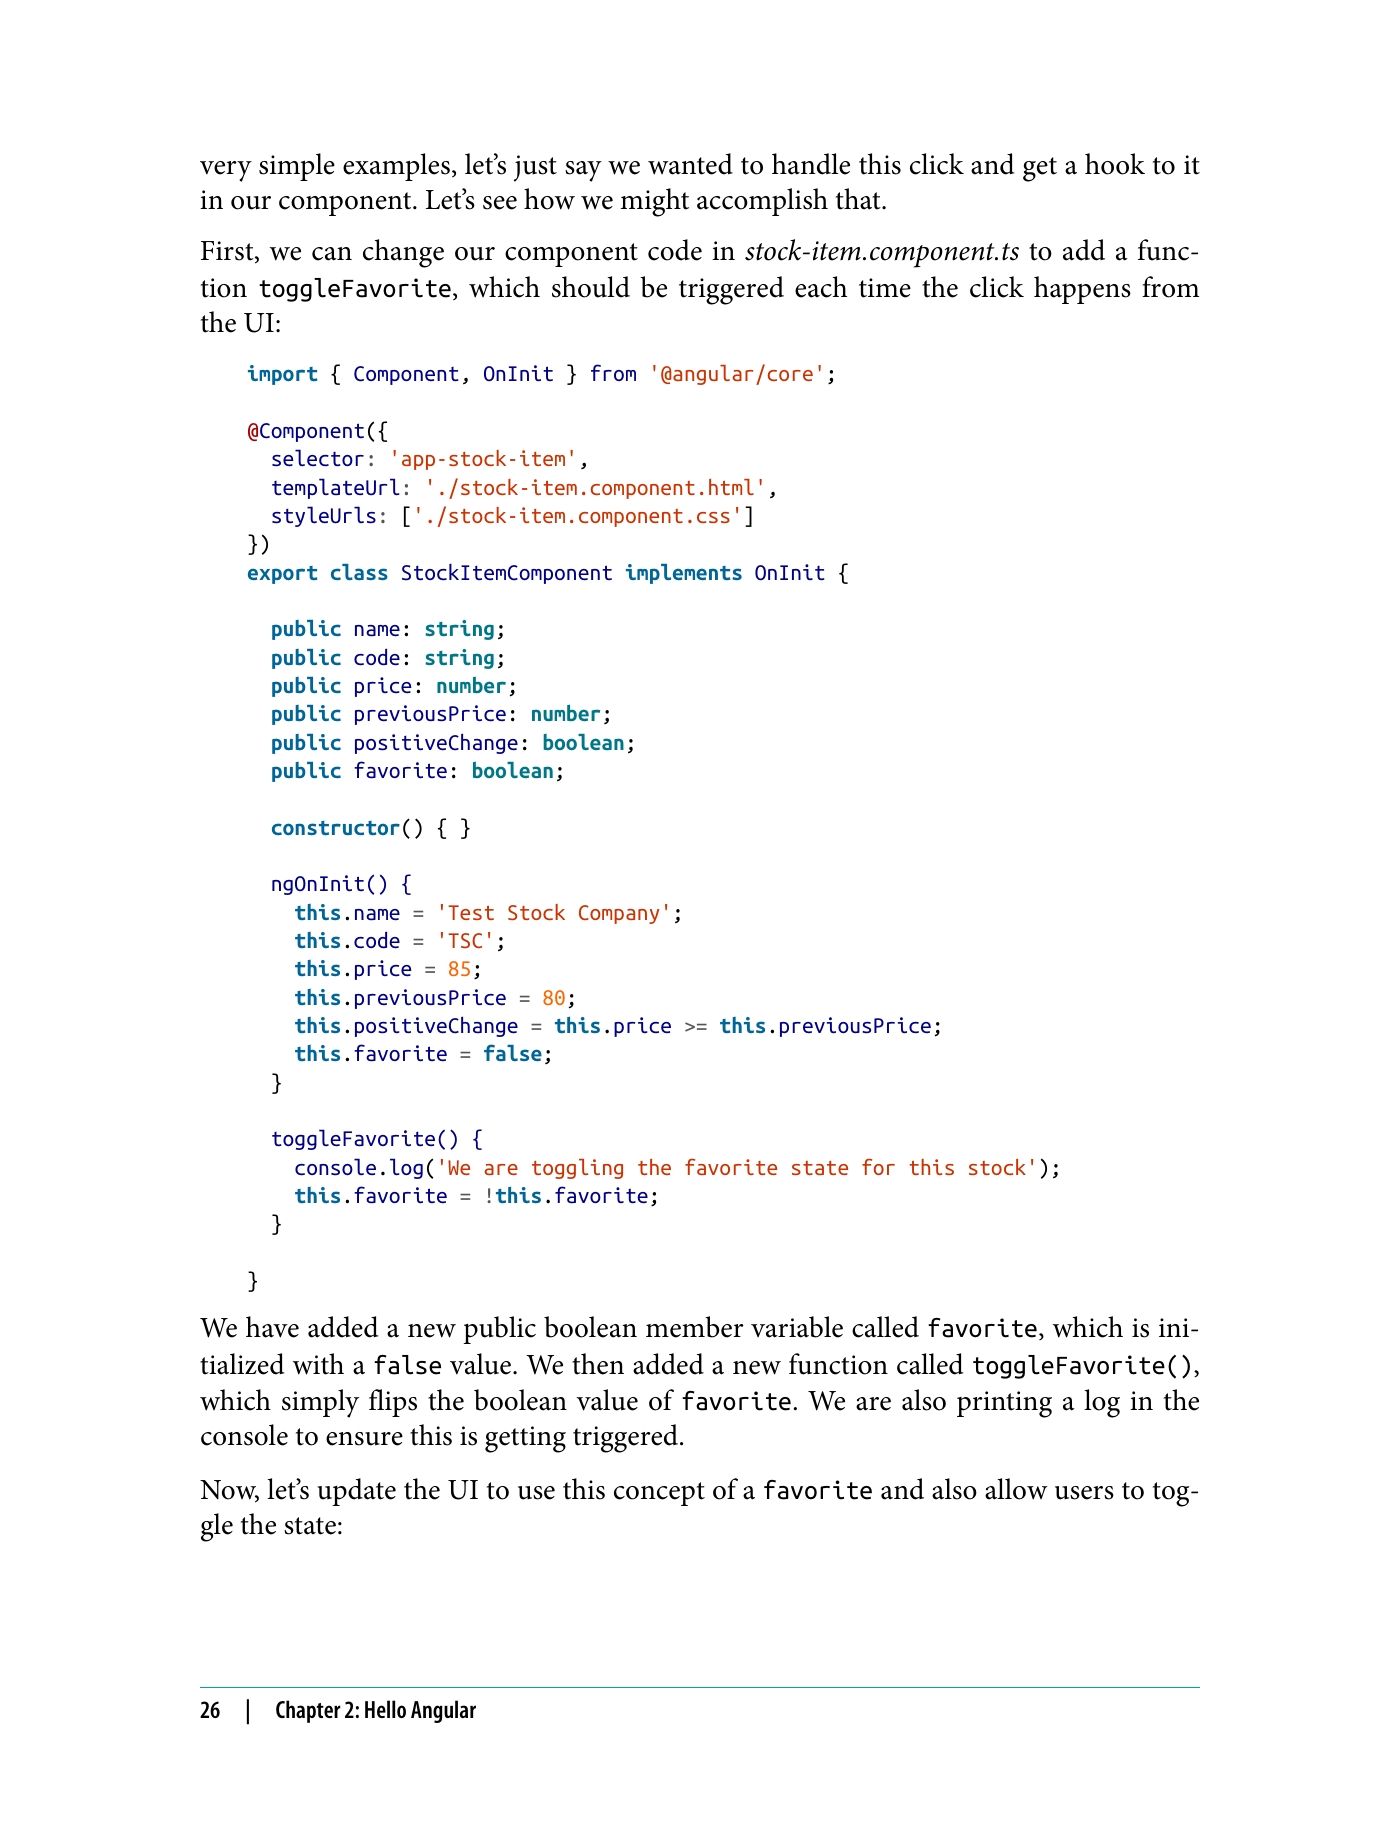 very simple examples, let’s just say we wanted to handle this click and get a hook to it
in our component. Let’s see how we might accomplish that.
First, we can change our component code in stock-item.component.ts to add a func-
tion toggleFavorite, which should be triggered each time the click happens from
the UI:
import { Component, OnInit } from '@angular/core';
@Component({
  selector: 'app-stock-item',
  templateUrl: './stock-item.component.html',
  styleUrls: ['./stock-item.component.css']
})
export class StockItemComponent implements OnInit {
  public name: string;
  public code: string;
  public price: number;
  public previousPrice: number;
  public positiveChange: boolean;
  public favorite: boolean;
  constructor() { }
  ngOnInit() {
    this.name = 'Test Stock Company';
    this.code = 'TSC';
    this.price = 85;
    this.previousPrice = 80;
    this.positiveChange = this.price >= this.previousPrice;
    this.favorite = false;
  }
  toggleFavorite() {
    console.log('We are toggling the favorite state for this stock');
    this.favorite = !this.favorite;
  }
}
We have added a new public boolean member variable called favorite, which is ini-
tialized with a false value. We then added a new function called toggleFavorite(),
which simply flips the boolean value of favorite. We are also printing a log in the
console to ensure this is getting triggered.
Now, let’s update the UI to use this concept of a favorite and also allow users to tog-
gle the state:
26 | Chapter 2: Hello Angular